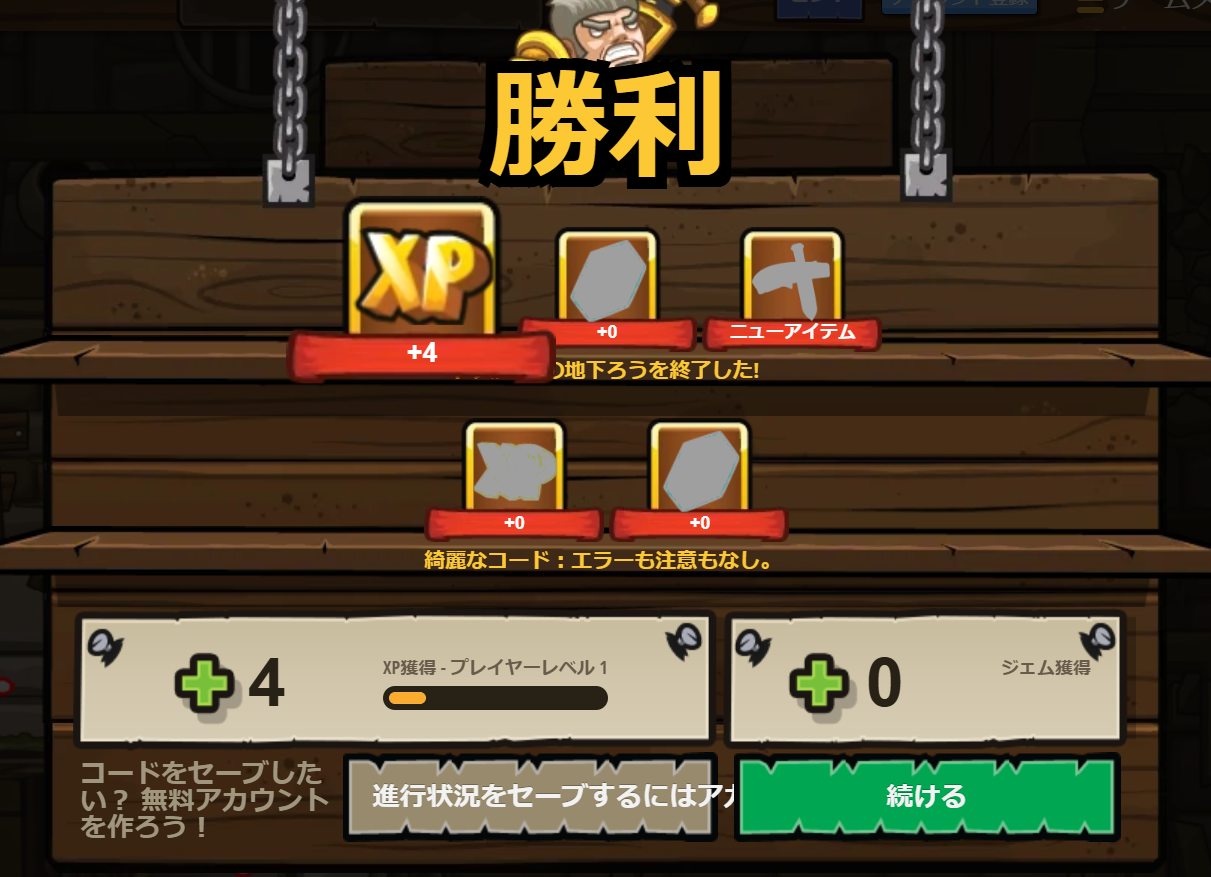 勝利
XP
+4
+0
ニューアイテム
の地下ろうを終了した!
+0
+0
綺麗なコード：エラーも注意もなし。
4
XP獲得 - プレイヤーレベル 1
0
ジェム獲得
コードをセーブした
い？ 無料アカウント
を作ろう！
進行状況をセーブするにはア
続ける